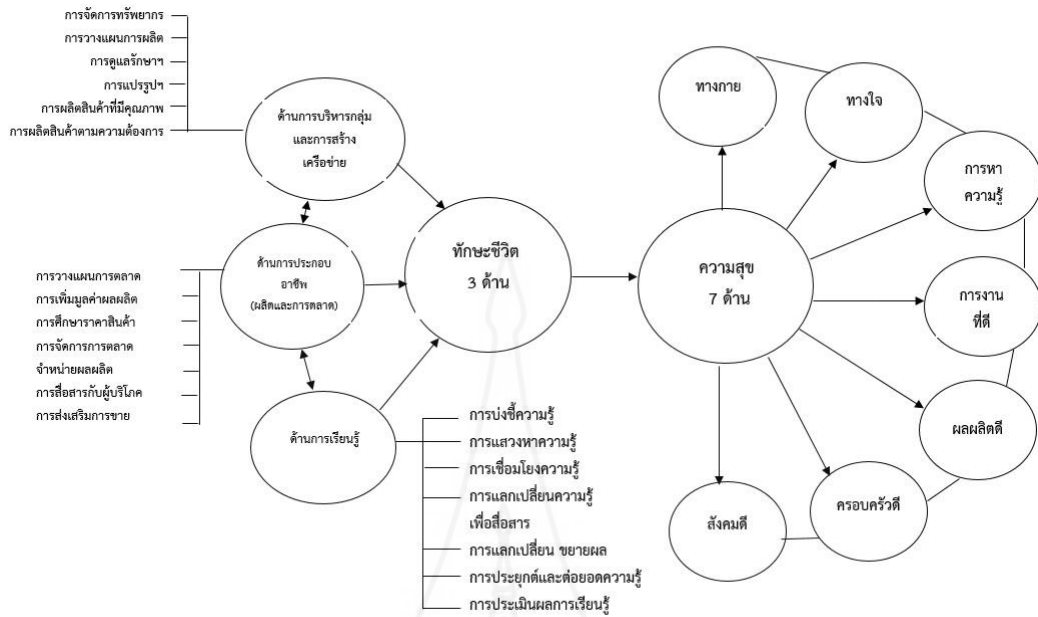 การจัดการทรัพยากร
การวางแผนการผลิต
การดูแลรักษาฯ
การแปรรูปฯ
การผลิตสินค้าที่มีคุณภาพ
การผลิตสินค้าตามความต้องการ
ด้านการบริหารกลุ่ม
และการสร้าง
เครือข่าย
ด้านการประกอบ
อาชีพ
(ผลิตและการตลาด)
การวางแผนการตลาด
การเพิ่มมูลค่าผลผลิต
การศึกษาราคาสินค้า
การจัดการการตลาด
จำหน่ายผลผลิต
การสื่อสารกับผู้บริโภค
การส่งเสริมการขาย
ด้านการเรียนรู้
การบ่งชี้ความรู้
การแสวงหาความรู้
การเชื่อมโยงความรู้
การแลกเปลี่ยนความรู้
เพื่อสื่อสาร
การแลกเปลี่ยน ขยายผล
การประยุกต์และต่อยอดความรู้
การประเมินผลการเรียนรู้
ทักษะชีวิต
3 ด้าน
ความสุข
7 ด้าน
ทางกาย
ทางใจ
การหา
ความรู้
การงาน
ที่ดี
ผลผลิตดี
ครอบครัวดี
สังคมดี